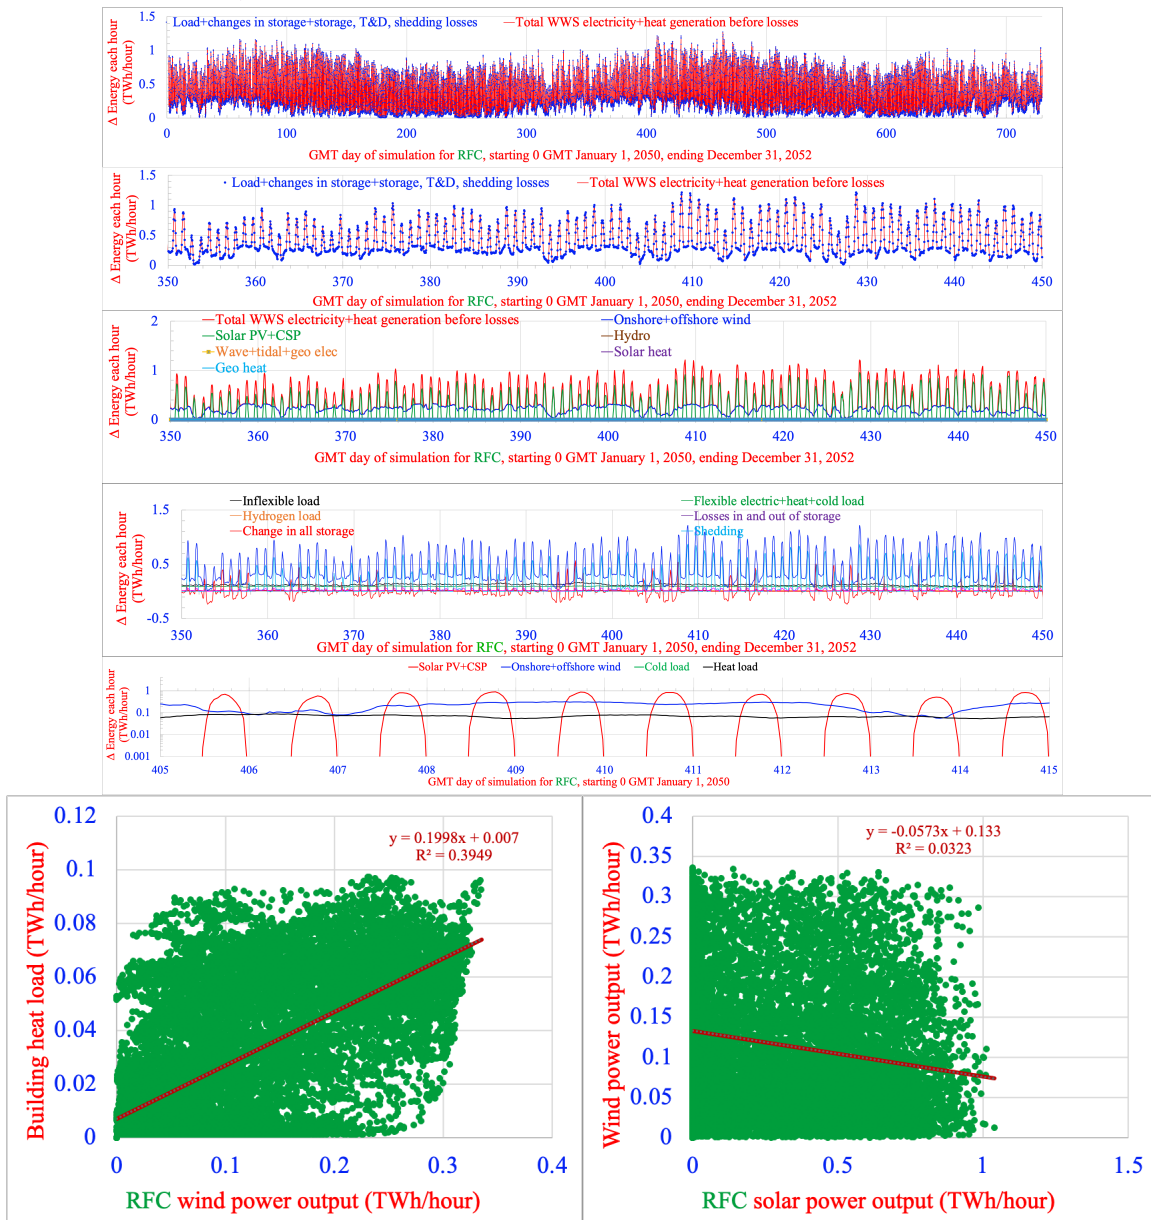 Load+changes in storage+storage, T&D, shedding losses
Total WWS electricity+heat generation before losses
Δ Energy each hour
(TWh/hour)
1.5
1
0.5
0
0 100 200 300 400 500 600 700
GMT day of simulation for RFC, starting 0 GMT January 1, 2050, ending December 31, 2052
Load+changes in storage+storage, T&D, shedding losses
Total WWS electricity+heat generation before losses
Δ Energy each hour
(TWh/hour)
1.5
1
0.5
0
350 360 370 380 390 400 410 420 430 440 450
GMT day of simulation for RFC, starting 0 GMT January 1, 2050, ending December 31, 2052
Total WWS electricity+heat generation before losses
Onshore+offshore wind
Solar PV+CSP
Hydro
Wave+tidal+geo elec
Solar heat
Geo heat
Δ Energy each hour
(TWh/hour)
2
1
0
350 360 370 380 390 400 410 420 430 440 450
GMT day of simulation for RFC, starting 0 GMT January 1, 2050, ending December 31, 2052
Inflexible load
Flexible electric+heat+cold load
Hydrogen load
Losses in and out of storage
Change in all storage
Shedding
Δ Energy each hour
(TWh/hour)
1.5
0.5
-0.5
350 360 370 380 390 400 410 420 430 440 450
GMT day of simulation for RFC, starting 0 GMT January 1, 2050, ending December 31, 2052
Solar PV+CSP Onshore+offshore wind Cold load Heat load
Δ Energy each hour
(TWh/hour)
1
0.1
0.01
0.001
405 406 407 408 409 410 411 412 413 414 415
GMT day of simulation for RFC, starting 0 GMT January 1, 2050
Building heat load (TWh/hour)
0.12
0.1
0.08
0.06
0.04
0.02
0
y = 0.1998x + 0.007
R² = 0.3949
0 0.1 0.2 0.3 0.4
RFC wind power output (TWh/hour)
Wind power output (TWh/hour)
0.4
0.35
0.3
0.25
0.2
0.15
0.1
0.05
0
y = -0.0573x + 0.133
R² = 0.0323
0 0.5 1 1.5
RFC solar power output (TWh/hour)